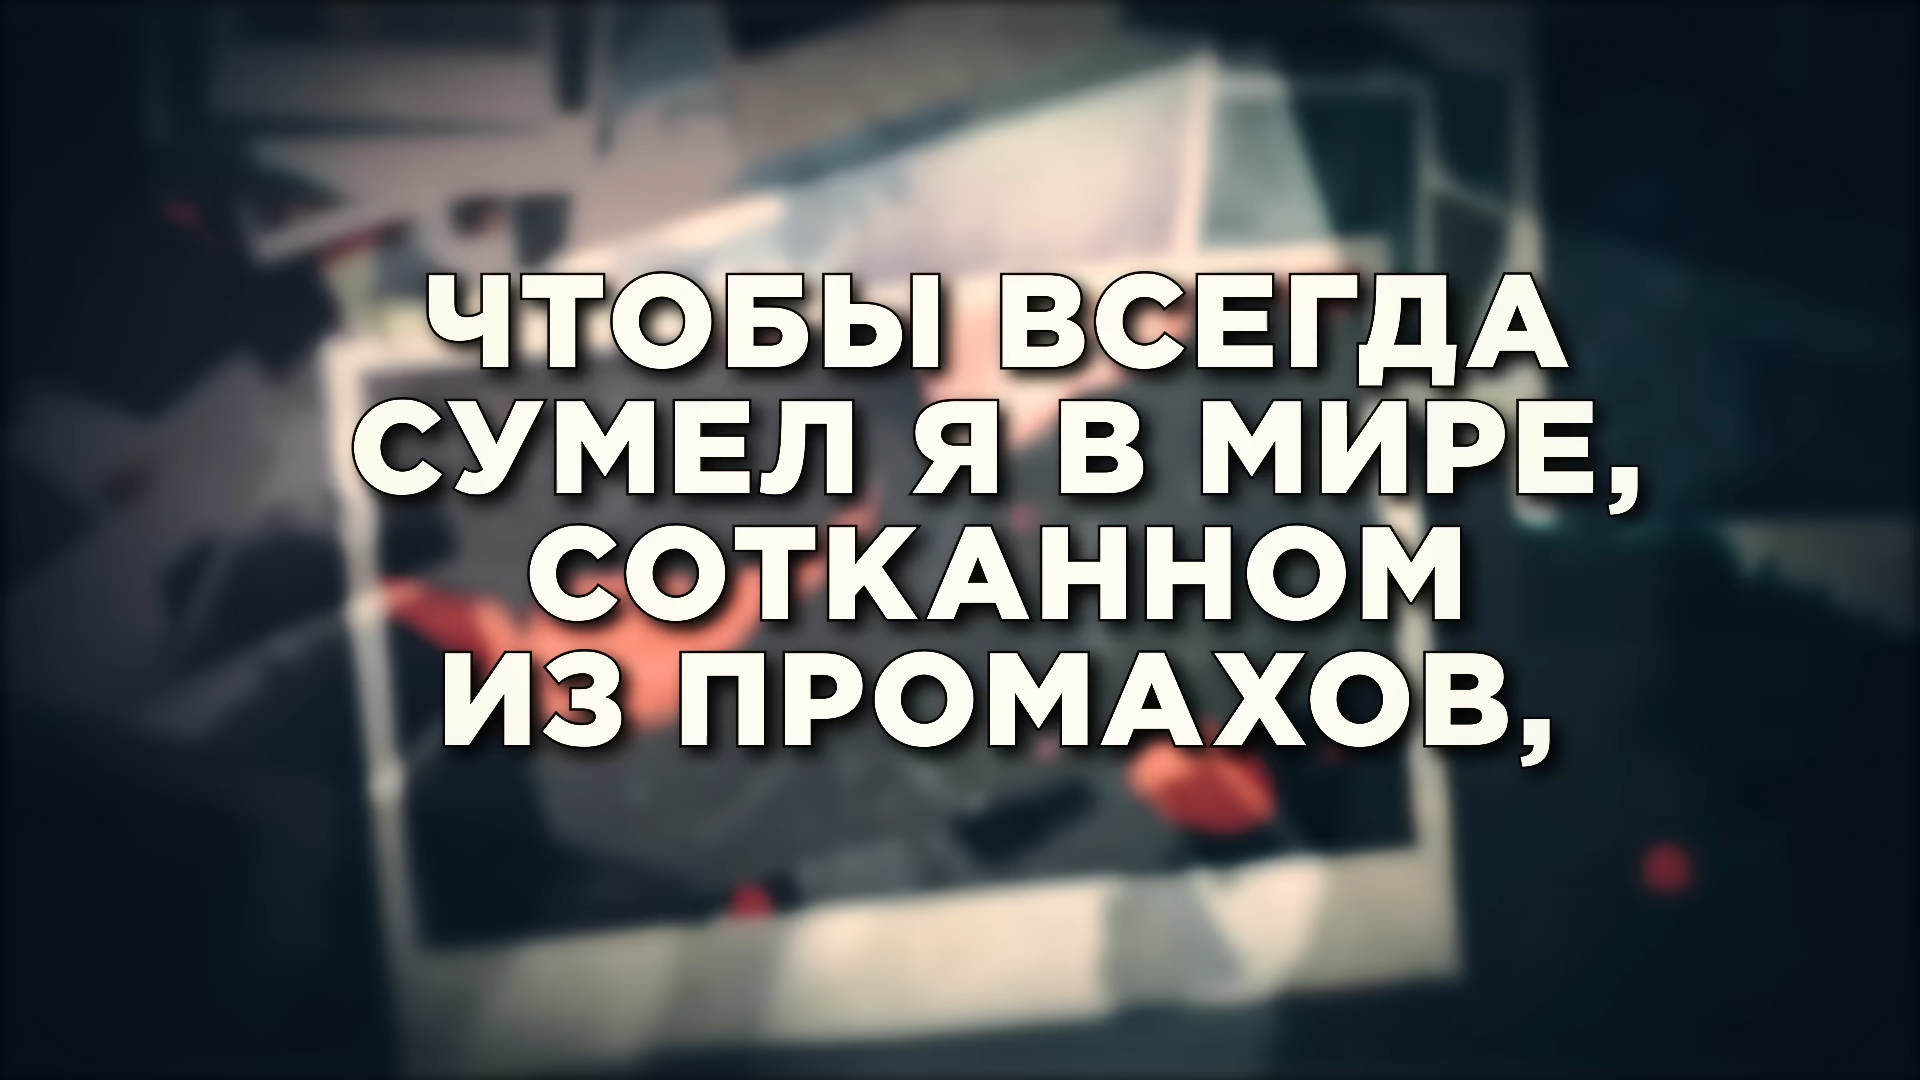 ЧТОБЫ ВСЕГДА
СУМЕЛ Я В МИРЕ,
СОТКАННОМ
ИЗ ПРОМАХОВ,